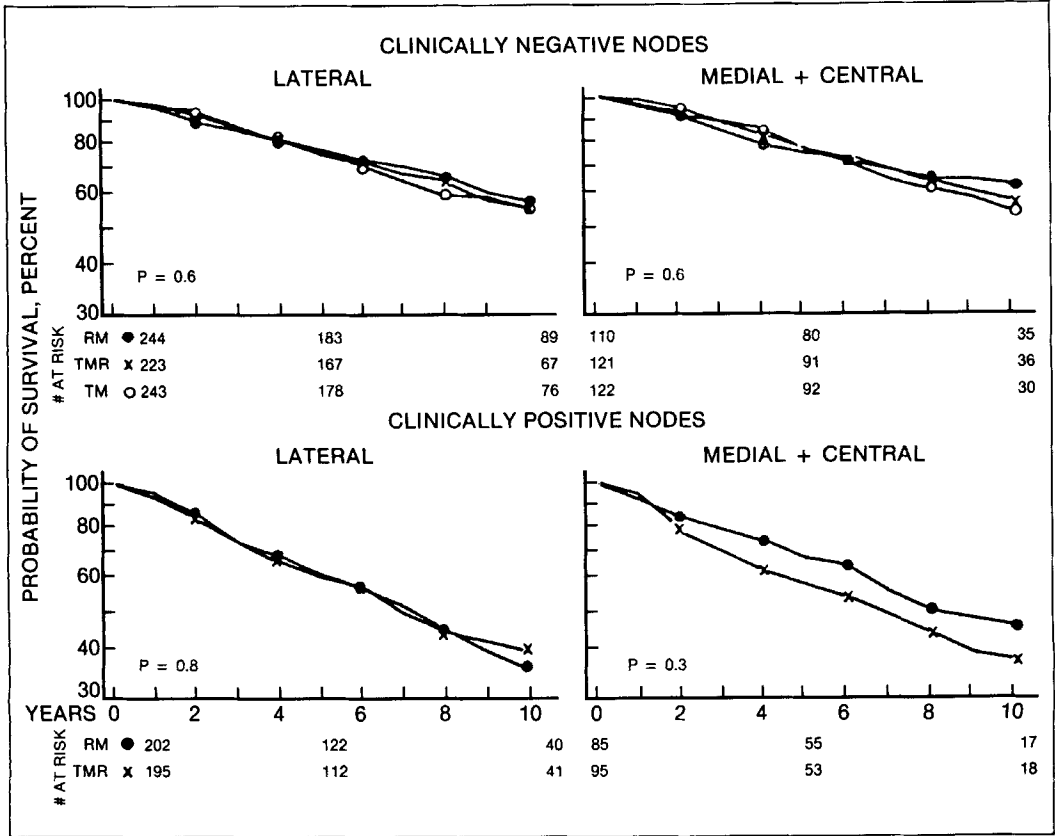 CLINICALLY NEGATIVE NODES
LATERAL
MEDIAL + CENTRAL
PROBABILITY OF SURVIVAL, PERCENT
100
80
60
40
30
P = 0.6
P = 0.6
# AT RISK
RM ● 244 183 89 110 80 35
TMR x 223 167 67 121 91 36
TM ○ 243 178 76 122 92 30
CLINICALLY POSITIVE NODES
LATERAL
MEDIAL + CENTRAL
100
80
60
40
30
P = 0.8
P = 0.3
YEARS 0 2 4 6 8 10 0 2 4 6 8 10
# AT RISK
RM ● 202 122 40 85 55 17
TMR x 195 112 41 95 53 18